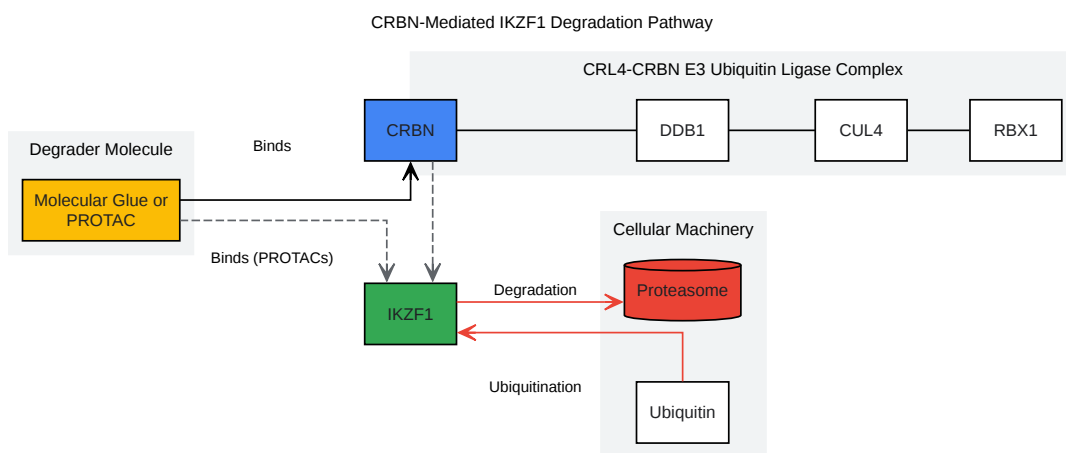 CRBN-Mediated IKZF1 Degradation Pathway
CRL4-CRBN E3 Ubiquitin Ligase Complex
CRBN
DDB1
CUL4
RBX1
Binds
Degrader Molecule
Molecular Glue or
PROTAC
Binds (PROTACs)
Cellular Machinery
Proteasome
Degradation
IKZF1
Ubiquitination
Ubiquitin